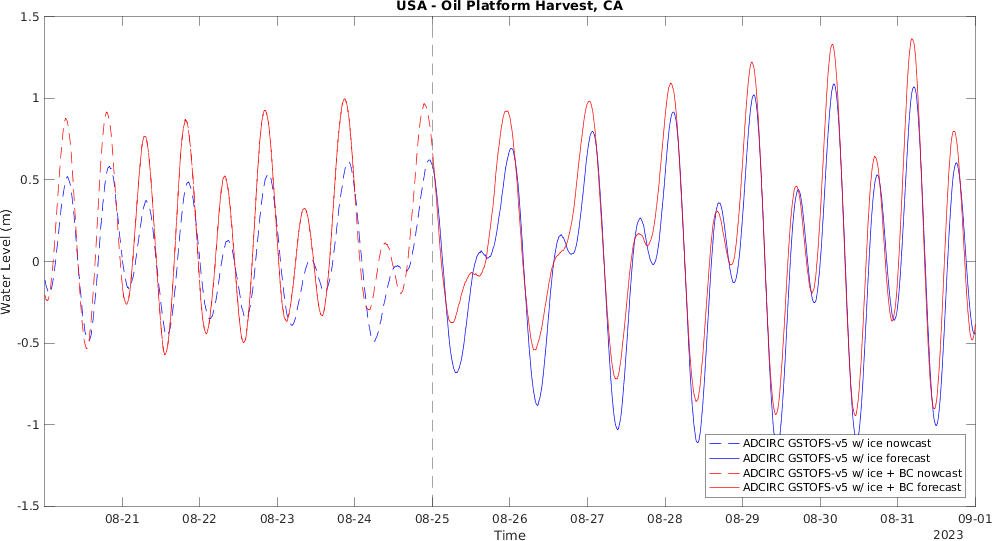 USA - Oil Platform Harvest, CA
1.5
1
0.5
0
-0.5
-1
-1.5
Water Level (m)
ADCIRC GSTOFS-v5 w/ ice nowcast
ADCIRC GSTOFS-v5 w/ ice forecast
ADCIRC GSTOFS-v5 w/ ice + BC nowcast
ADCIRC GSTOFS-v5 w/ ice + BC forecast
08-21 08-22 08-23 08-24 08-25 08-26 08-27 08-28 08-29 08-30 08-31 09-01
Time
2023